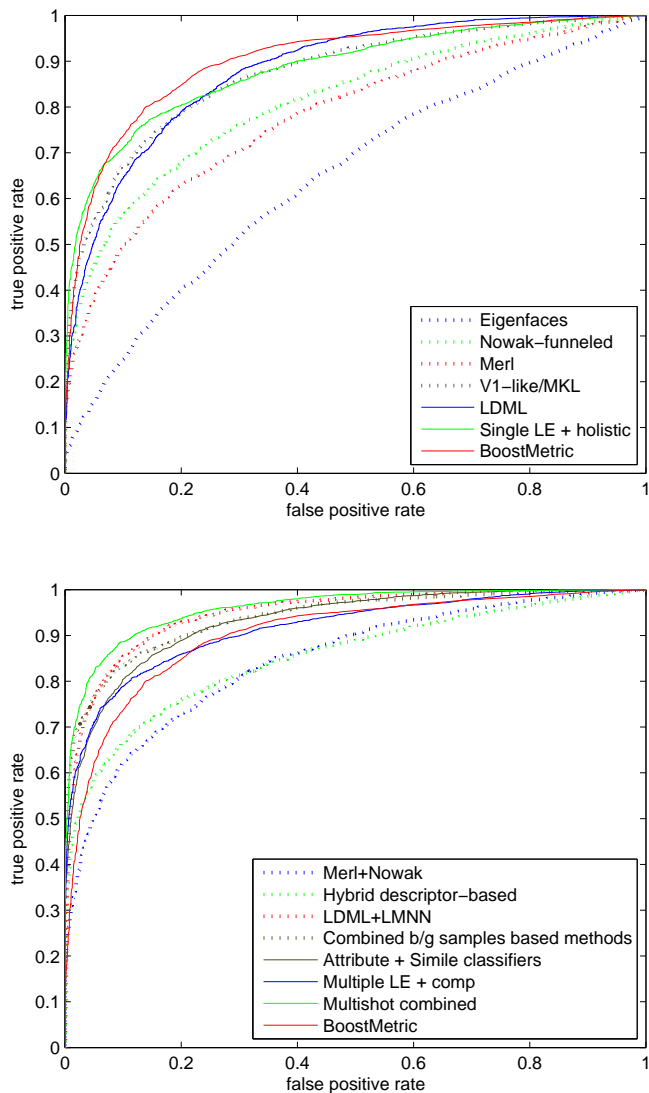 1
0.9
0.8
0.7
0.6
0.5
0.4
0.3
0.2
0.1
0
true positive rate
Eigenfaces
Nowak−funneled
Merl
V1−like/MKL
LDML
Single LE + holistic
BoostMetric
0 0.2 0.4 0.6 0.8 1
false positive rate
1
0.9
0.8
0.7
0.6
0.5
0.4
0.3
0.2
0.1
0
true positive rate
Merl+Nowak
Hybrid descriptor−based
LDML+LMNN
Combined b/g samples based methods
Attribute + Simile classifiers
Multiple LE + comp
Multishot combined
BoostMetric
0 0.2 0.4 0.6 0.8 1
false positive rate